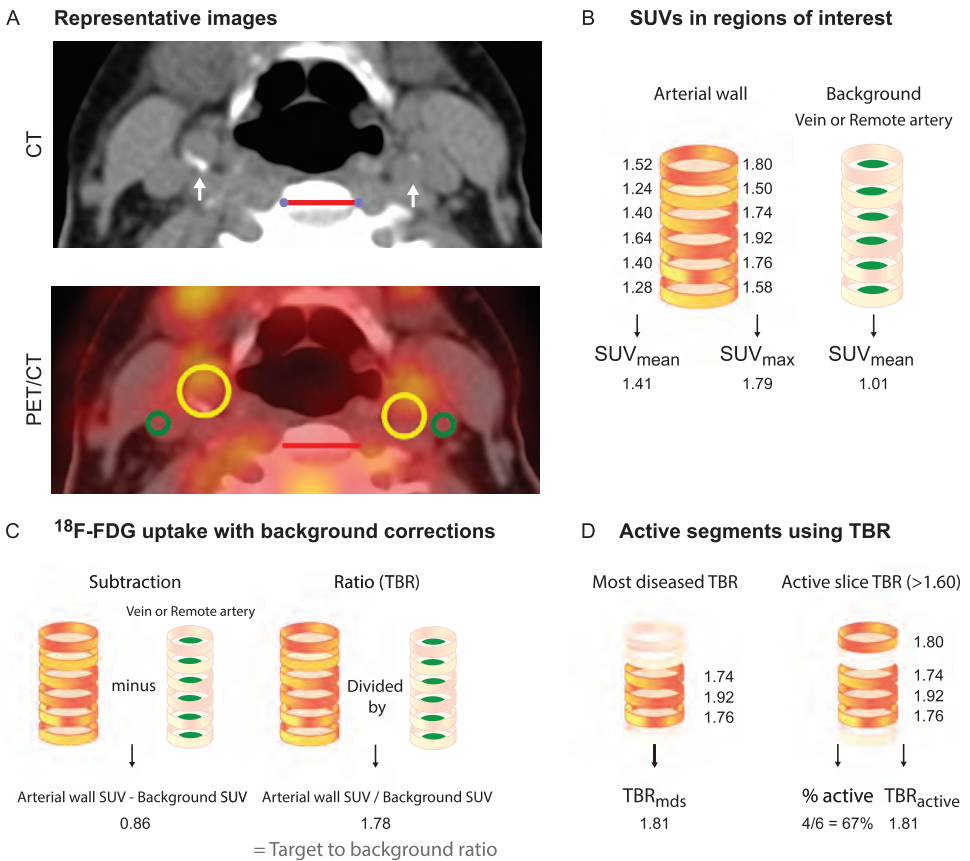 A Representative images
CT
PET/CT
B SUVs in regions of interest
Arterial wall
Background
Vein or Remote artery
1.52 1.80
1.24 1.50
1.40 1.74
1.64 1.92
1.40 1.76
1.28 1.58
SUVmean SUVmax SUVmean
1.41 1.79 1.01
C 18F-FDG uptake with background corrections
Subtraction
Vein or Remote artery
minus
Arterial wall SUV - Background SUV
0.86
Ratio (TBR)
Divided
by
Arterial wall SUV / Background SUV
1.78
= Target to background ratio
D Active segments using TBR
Most diseased TBR
1.74
1.92
1.76
TBRmds
1.81
Active slice TBR (>1.60)
1.80
1.74
1.92
1.76
% active TBRactive
4/6 = 67% 1.81